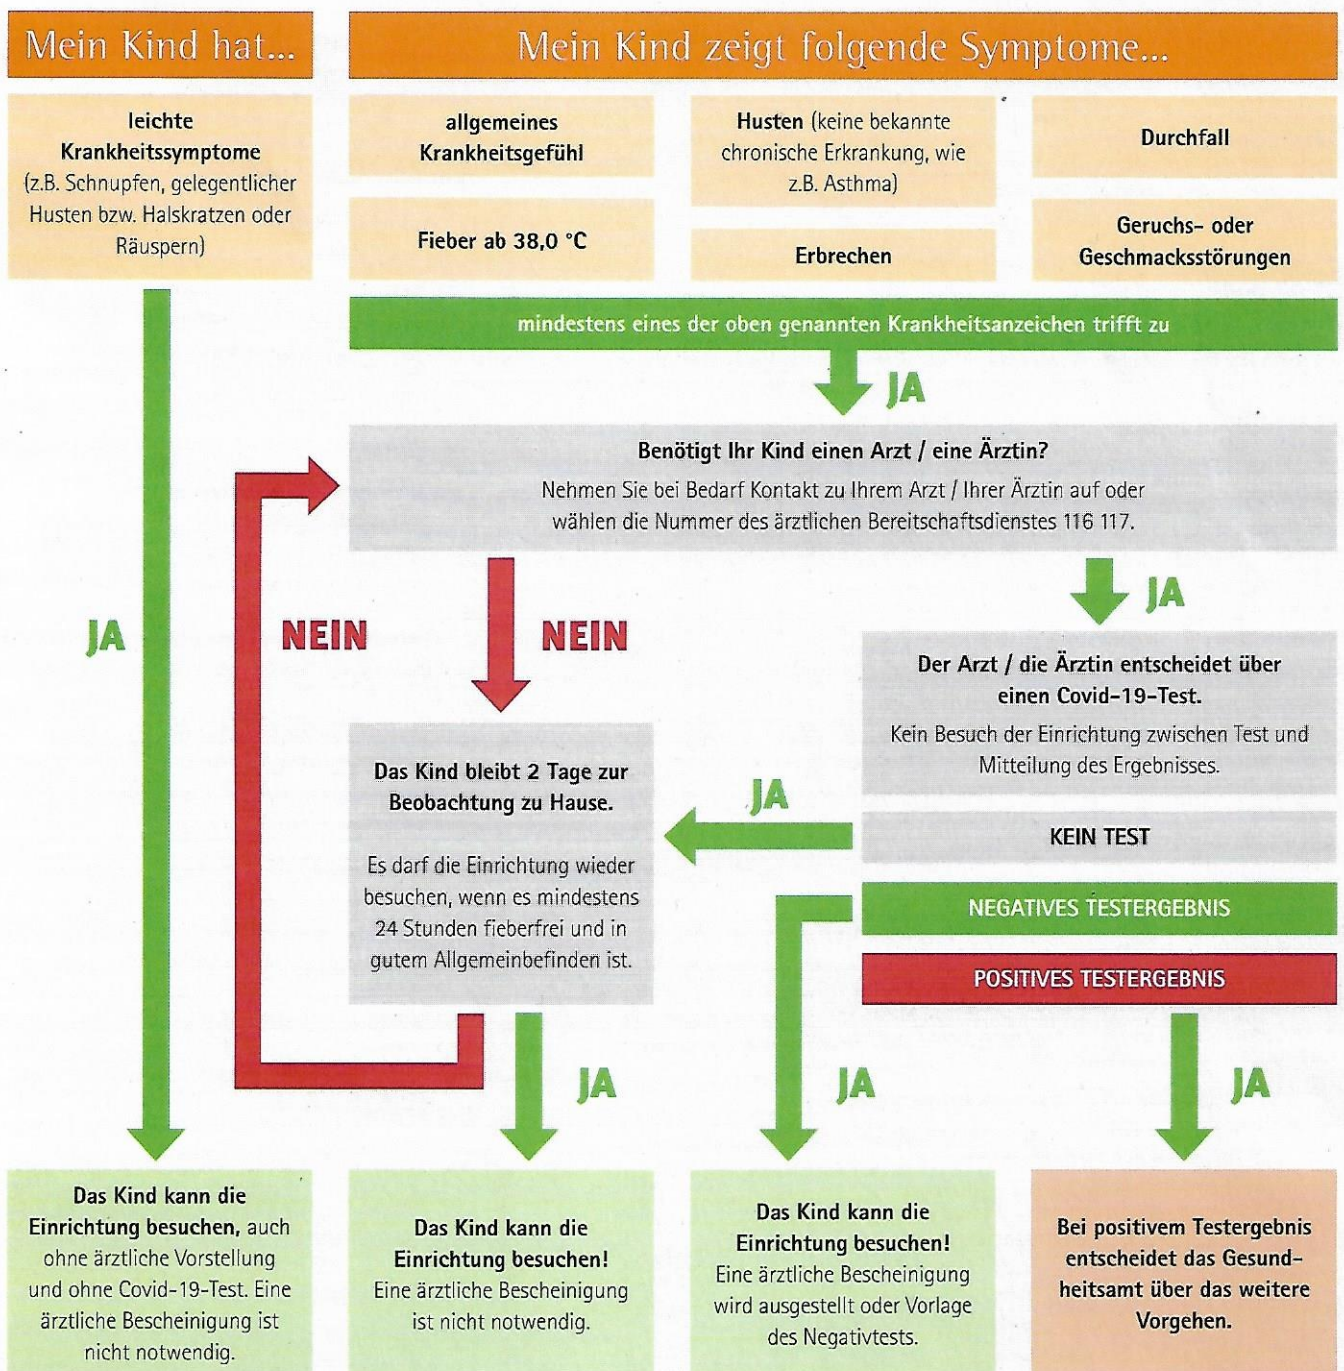 Mein Kind hat...
Mein Kind zeigt folgende Symptome...
leichte
Krankheitssymptome
(z.B. Schnupfen, gelegentlicher
Husten bzw. Halskratzen oder
Räuspern)
allgemeines
Krankheitsgefühl
Husten (keine bekannte
chronische Erkrankung, wie
z.B. Asthma)
Durchfall
Fieber ab 38,0 °C
Erbrechen
Geruchs- oder
Geschmacksstörungen
mindestens eines der oben genannten Krankheitsanzeichen trifft zu
JA
Benötigt Ihr Kind einen Arzt / eine Ärztin?
Nehmen Sie bei Bedarf Kontakt zu Ihrem Arzt / Ihrer Ärztin auf oder
wählen die Nummer des ärztlichen Bereitschaftsdienstes 116 117.
JA
JA
NEIN
NEIN
Der Arzt / die Ärztin entscheidet über
einen Covid-19-Test.
Kein Besuch der Einrichtung zwischen Test und
Mitteilung des Ergebnisses.
Das Kind bleibt 2 Tage zur
Beobachtung zu Hause.
Es darf die Einrichtung wieder
besuchen, wenn es mindestens
24 Stunden fieberfrei und in
gutem Allgemeinbefinden ist.
JA
KEIN TEST
NEGATIVES TESTERGEBNIS
POSITIVES TESTERGEBNIS
JA
JA
JA
Das Kind kann die
Einrichtung besuchen, auch
ohne ärztliche Vorstellung
und ohne Covid-19-Test. Eine
ärztliche Bescheinigung ist
nicht notwendig.
Das Kind kann die
Einrichtung besuchen!
Eine ärztliche Bescheinigung
ist nicht notwendig.
Das Kind kann die
Einrichtung besuchen!
Eine ärztliche Bescheinigung
wird ausgestellt oder Vorlage
des Negativtests.
Bei positivem Testergebnis
entscheidet das Gesund-
heitsamt über das weitere
Vorgehen.